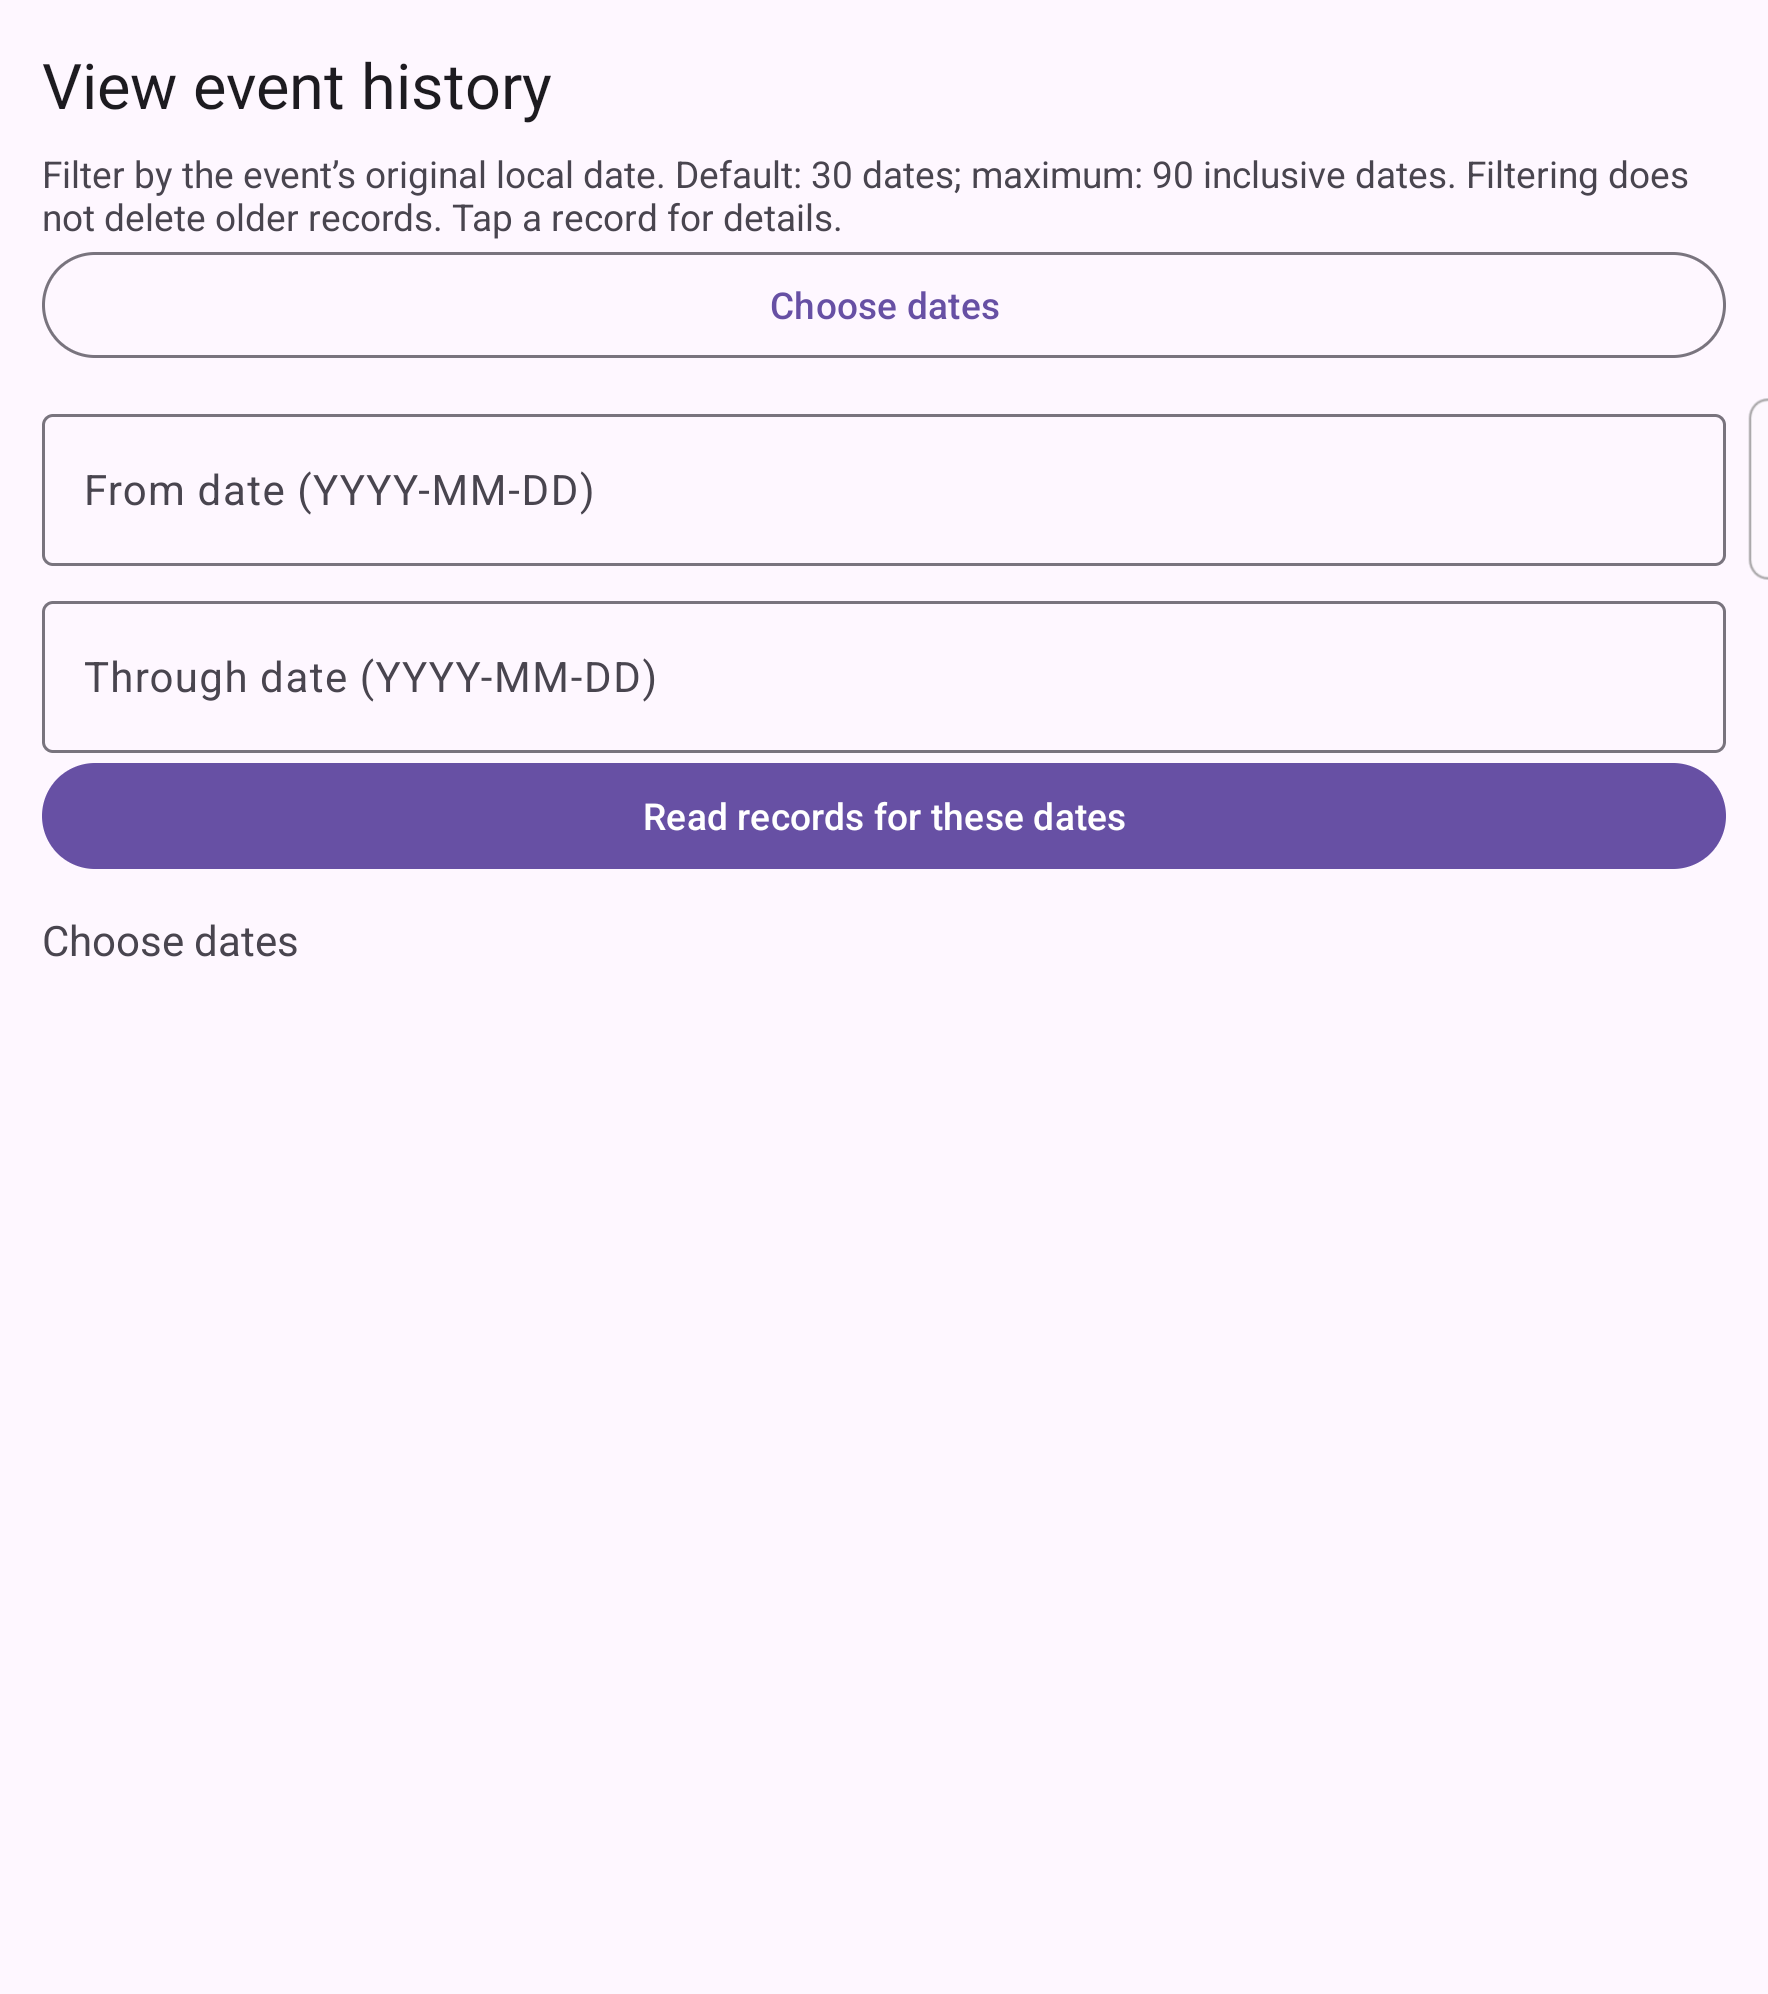 View event history
Filter by the event’s original local date. Default: 30 dates; maximum: 90 inclusive dates. Filtering does
not delete older records. Tap a record for details.
Choose dates
From date (YYYY-MM-DD)
Through date (YYYY-MM-DD)
Read records for these dates
Choose dates